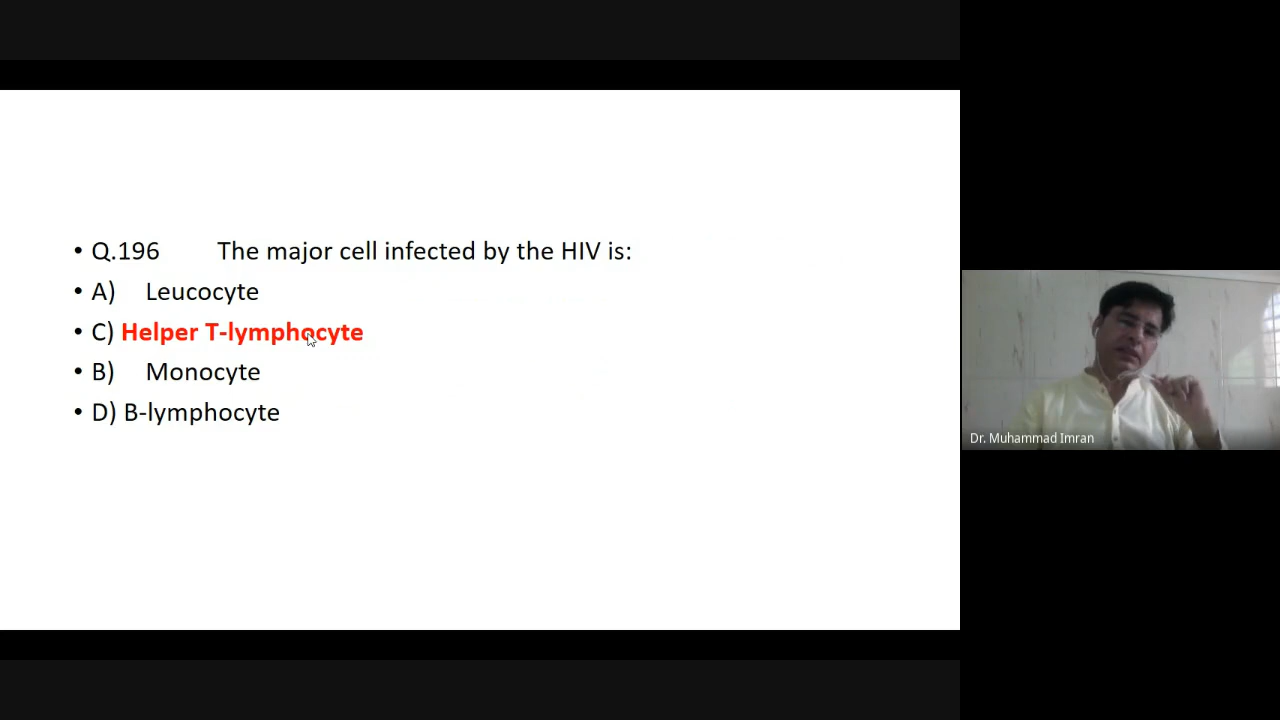 • Q.196 The major cell infected by the HIV is:
• A) Leucocyte
• C) Helper T-lymphocyte
• B) Monocyte
• D) B-lymphocyte
Dr. Muhammad Imran